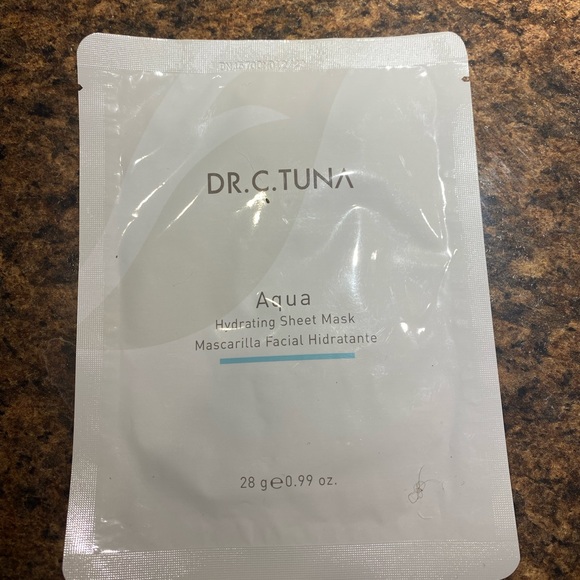 DR.C.TUNA
Aqua
Hydrating Sheet Mask
Mascarilla Facial Hidratante
28 g℮0.99 oz.